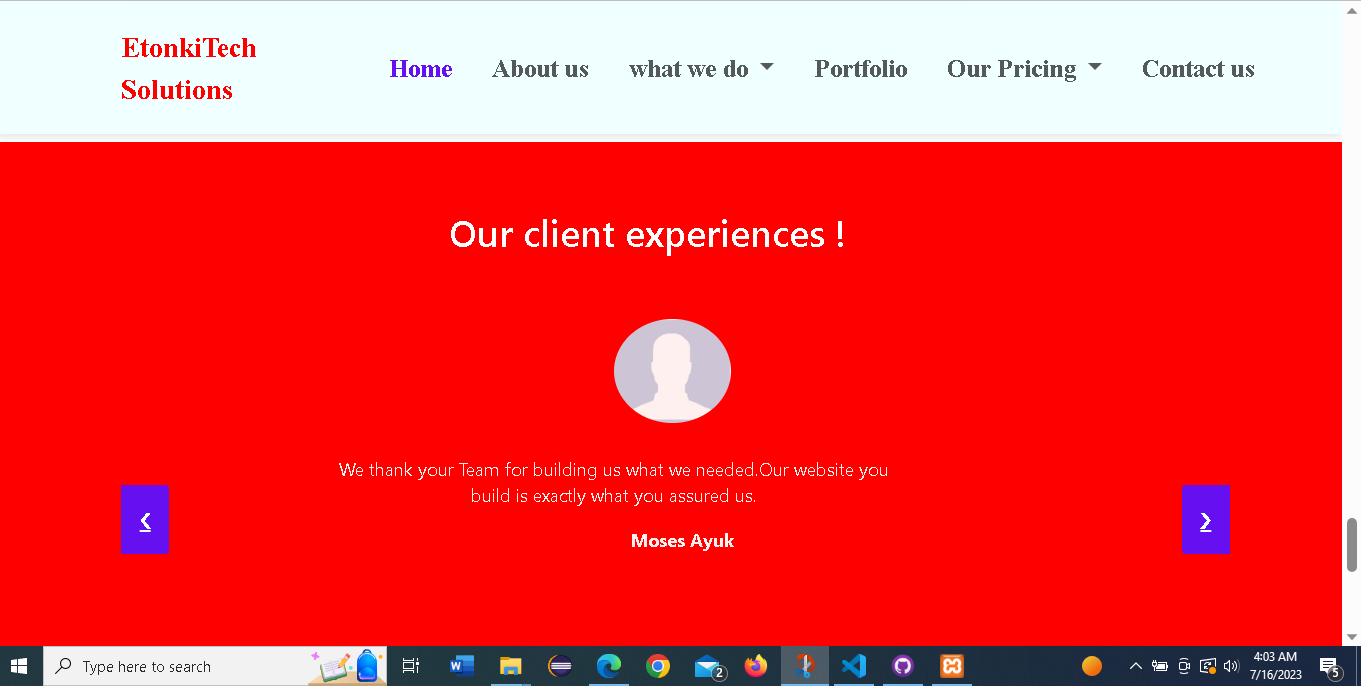 EtonkiTech
Solutions
Home About us what we do Portfolio Our Pricing Contact us
Our client experiences !
We thank your Team for building us what we needed.Our website you
build is exactly what you assured us.
Moses Ayuk
‹
›
Type here to search
2
4:03 AM
7/16/2023
5